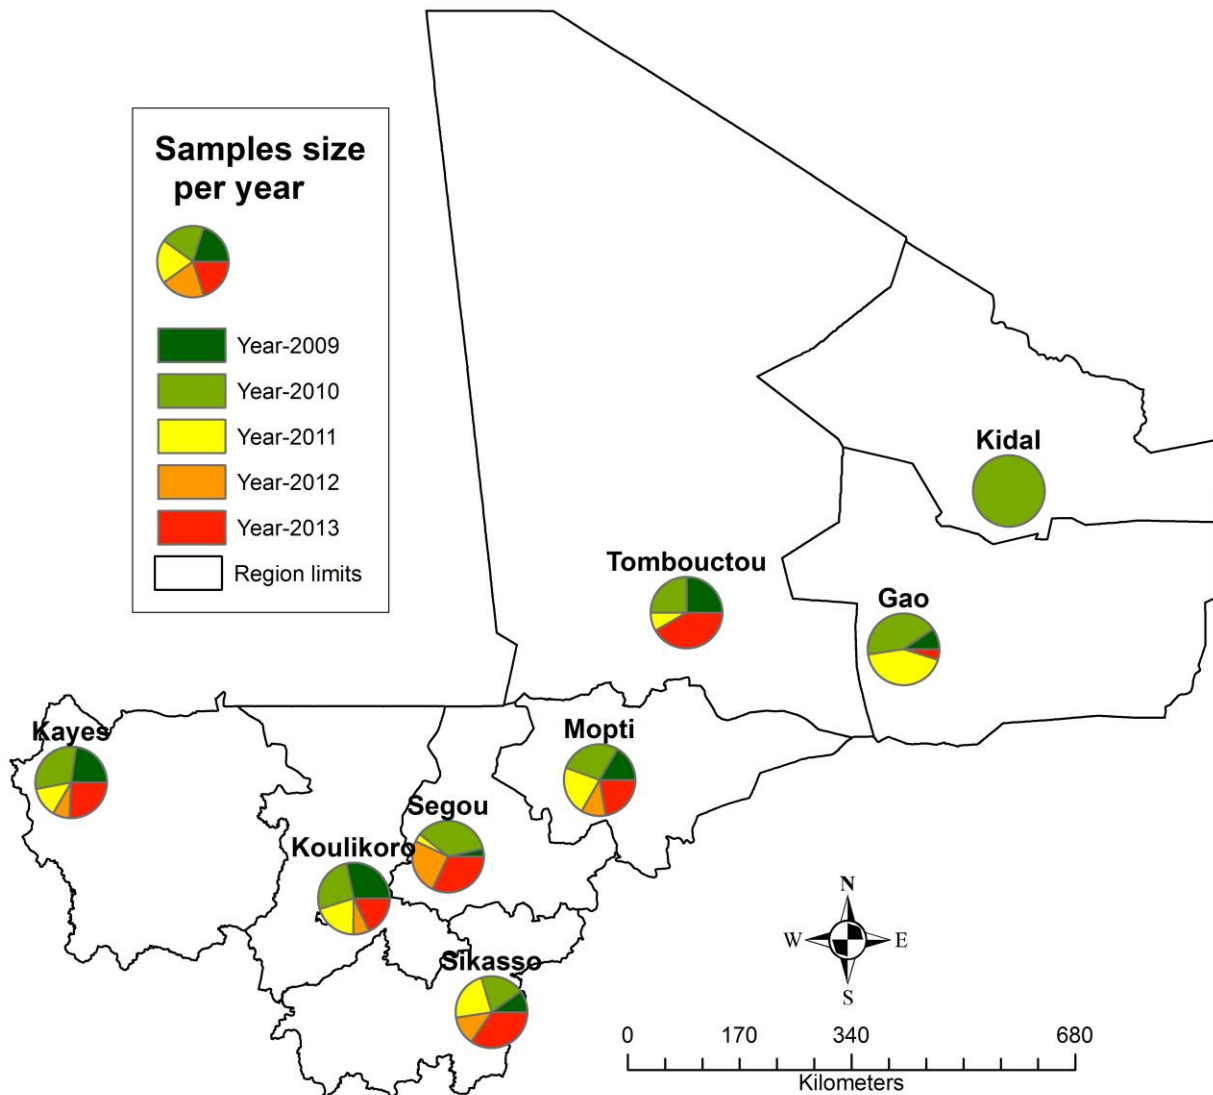 Samples size
per year
Year-2009
Year-2010
Year-2011
Year-2012
Year-2013
Region limits
Kidal
Tombouctou
Gao
Kayes
Mopti
Segou
Koulikoro
Sikasso
N
W
E
S
0 170 340 680
Kilometers